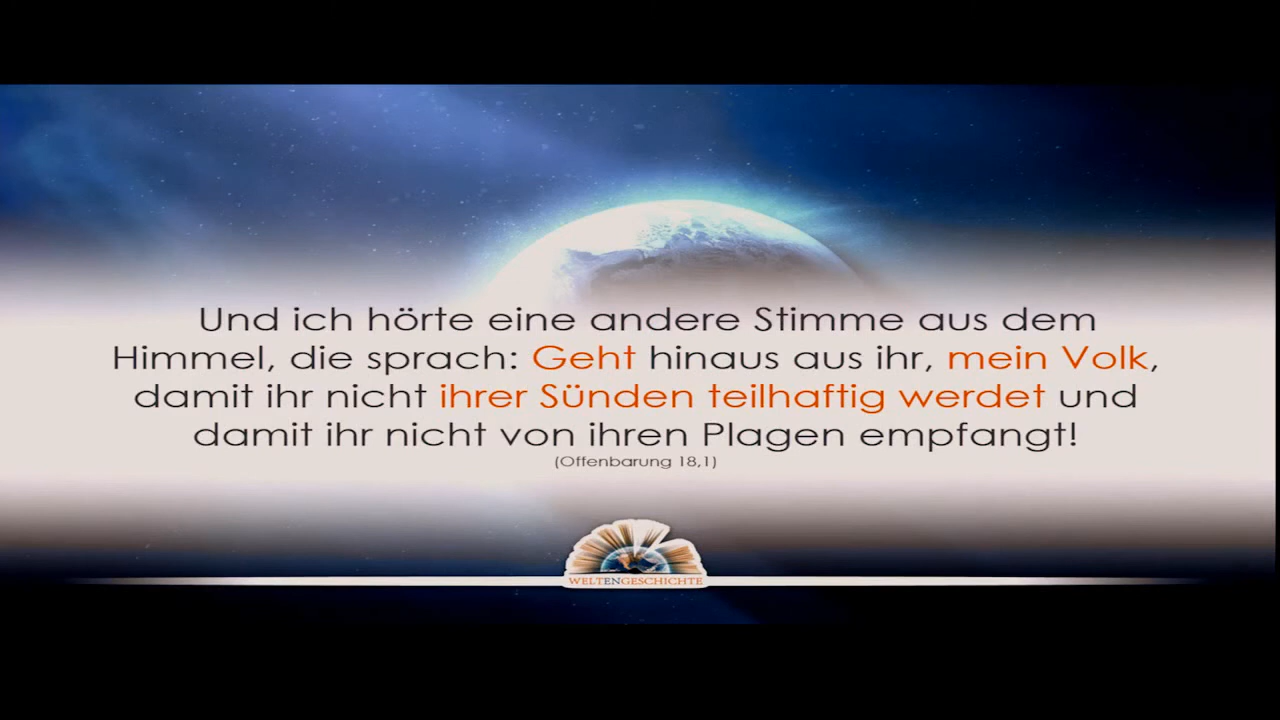 Und ich hörte eine andere Stimme aus dem
Himmel, die sprach: Geht hinaus aus ihr, mein Volk,
damit ihr nicht ihrer Sünden teilhaftig werdet und
damit ihr nicht von ihren Plagen empfangt!
(Offenbarung 18,1)
WELTENGESCHICHTE